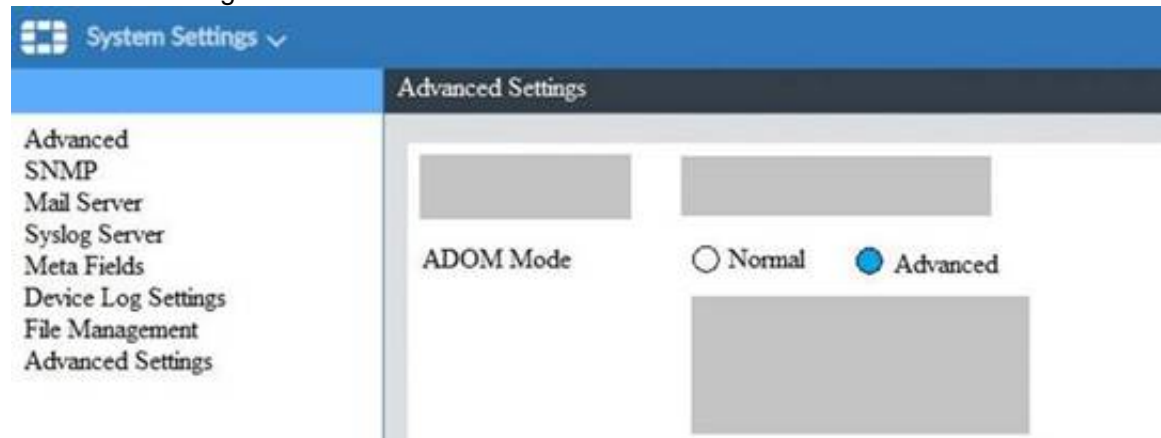 System Settings
Advanced Settings
Advanced
SNMP
Mail Server
Syslog Server
Meta Fields
Device Log Settings
File Management
Advanced Settings
ADOM Mode
Normal
Advanced